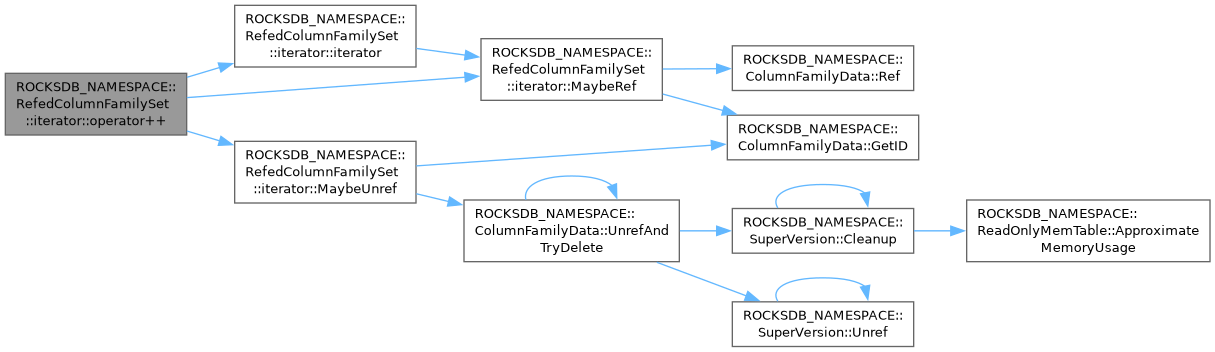 ROCKSDB_NAMESPACE::
RefedColumnFamilySet
::iterator::operator++
ROCKSDB_NAMESPACE::
RefedColumnFamilySet
::iterator::iterator
ROCKSDB_NAMESPACE::
RefedColumnFamilySet
::iterator::MaybeRef
ROCKSDB_NAMESPACE::
ColumnFamilyData::Ref
ROCKSDB_NAMESPACE::
ColumnFamilyData::GetID
ROCKSDB_NAMESPACE::
RefedColumnFamilySet
::iterator::MaybeUnref
ROCKSDB_NAMESPACE::
ColumnFamilyData::UnrefAnd
TryDelete
ROCKSDB_NAMESPACE::
SuperVersion::Cleanup
ROCKSDB_NAMESPACE::
ReadOnlyMemTable::Approximate
MemoryUsage
ROCKSDB_NAMESPACE::
SuperVersion::Unref